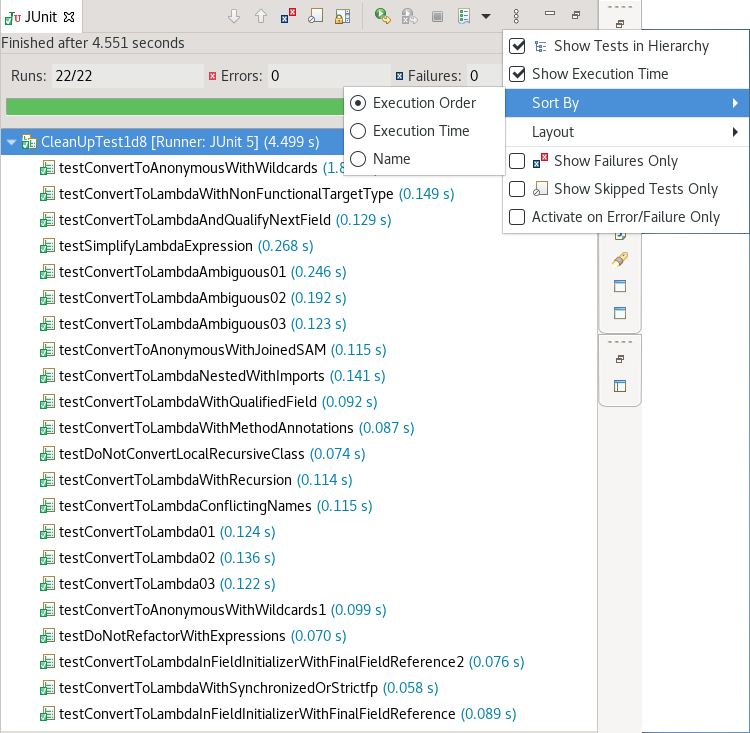 JUnit
Finished after 4.551 seconds
Runs: 22/22 Errors: 0 Failures: 0
Show Tests in Hierarchy
Show Execution Time
Sort By
Layout
Show Failures Only
Show Skipped Tests Only
Activate on Error/Failure Only
Execution Order
Execution Time
Name
CleanUpTest1d8 [Runner: JUnit 5] (4.499 s)
testConvertToAnonymousWithWildcards (1.8
testConvertToLambdaWithNonFunctionalTargetType (0.149 s)
testConvertToLambdaAndQualifyNextField (0.129 s)
testSimplifyLambdaExpression (0.268 s)
testConvertToLambdaAmbiguous01 (0.246 s)
testConvertToLambdaAmbiguous02 (0.192 s)
testConvertToLambdaAmbiguous03 (0.123 s)
testConvertToAnonymousWithJoinedSAM (0.115 s)
testConvertToLambdaNestedWithImports (0.141 s)
testConvertToLambdaWithQualifiedField (0.092 s)
testConvertToLambdaWithMethodAnnotations (0.087 s)
testDoNotConvertLocalRecursiveClass (0.074 s)
testConvertToLambdaWithRecursion (0.114 s)
testConvertToLambdaConflictingNames (0.115 s)
testConvertToLambda01 (0.124 s)
testConvertToLambda02 (0.136 s)
testConvertToLambda03 (0.122 s)
testConvertToAnonymousWithWildcards1 (0.099 s)
testDoNotRefactorWithExpressions (0.070 s)
testConvertToLambdaInFieldInitializerWithFinalFieldReference2 (0.076 s)
testConvertToLambdaWithSynchronizedOrStrictfp (0.058 s)
testConvertToLambdaInFieldInitializerWithFinalFieldReference (0.089 s)